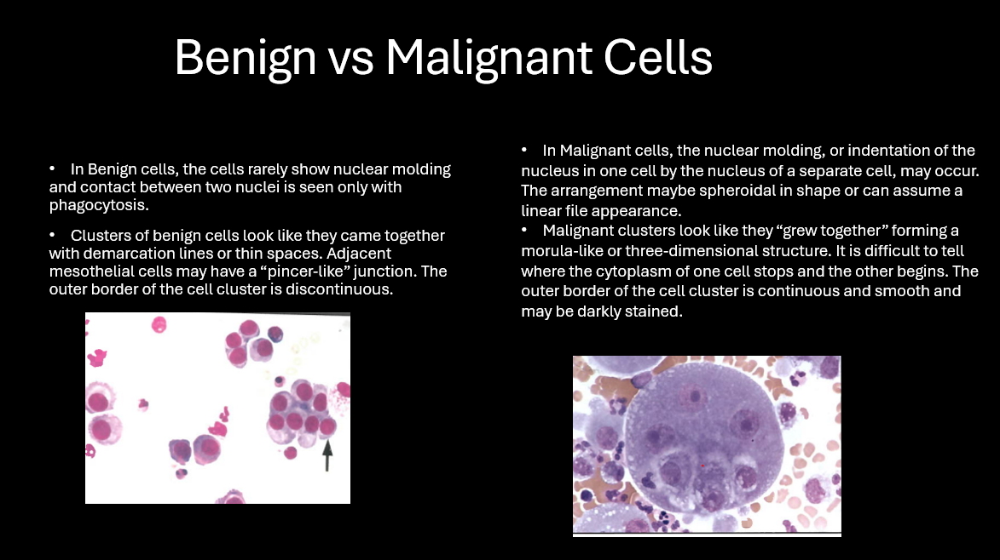 Benign vs Malignant Cells
• In Benign cells, the cells rarely show nuclear molding
and contact between two nuclei is seen only with
phagocytosis.
• Clusters of benign cells look like they came together
with demarcation lines or thin spaces. Adjacent
mesothelial cells may have a “pincer-like” junction. The
outer border of the cell cluster is discontinuous.
• In Malignant cells, the nuclear molding, or indentation of the
nucleus in one cell by the nucleus of a separate cell, may occur.
The arrangement maybe spheroidal in shape or can assume a
linear file appearance.
• Malignant clusters look like they “grew together” forming a
morula-like or three-dimensional structure. It is difficult to tell
where the cytoplasm of one cell stops and the other begins. The
outer border of the cell cluster is continuous and smooth and
may be darkly stained.